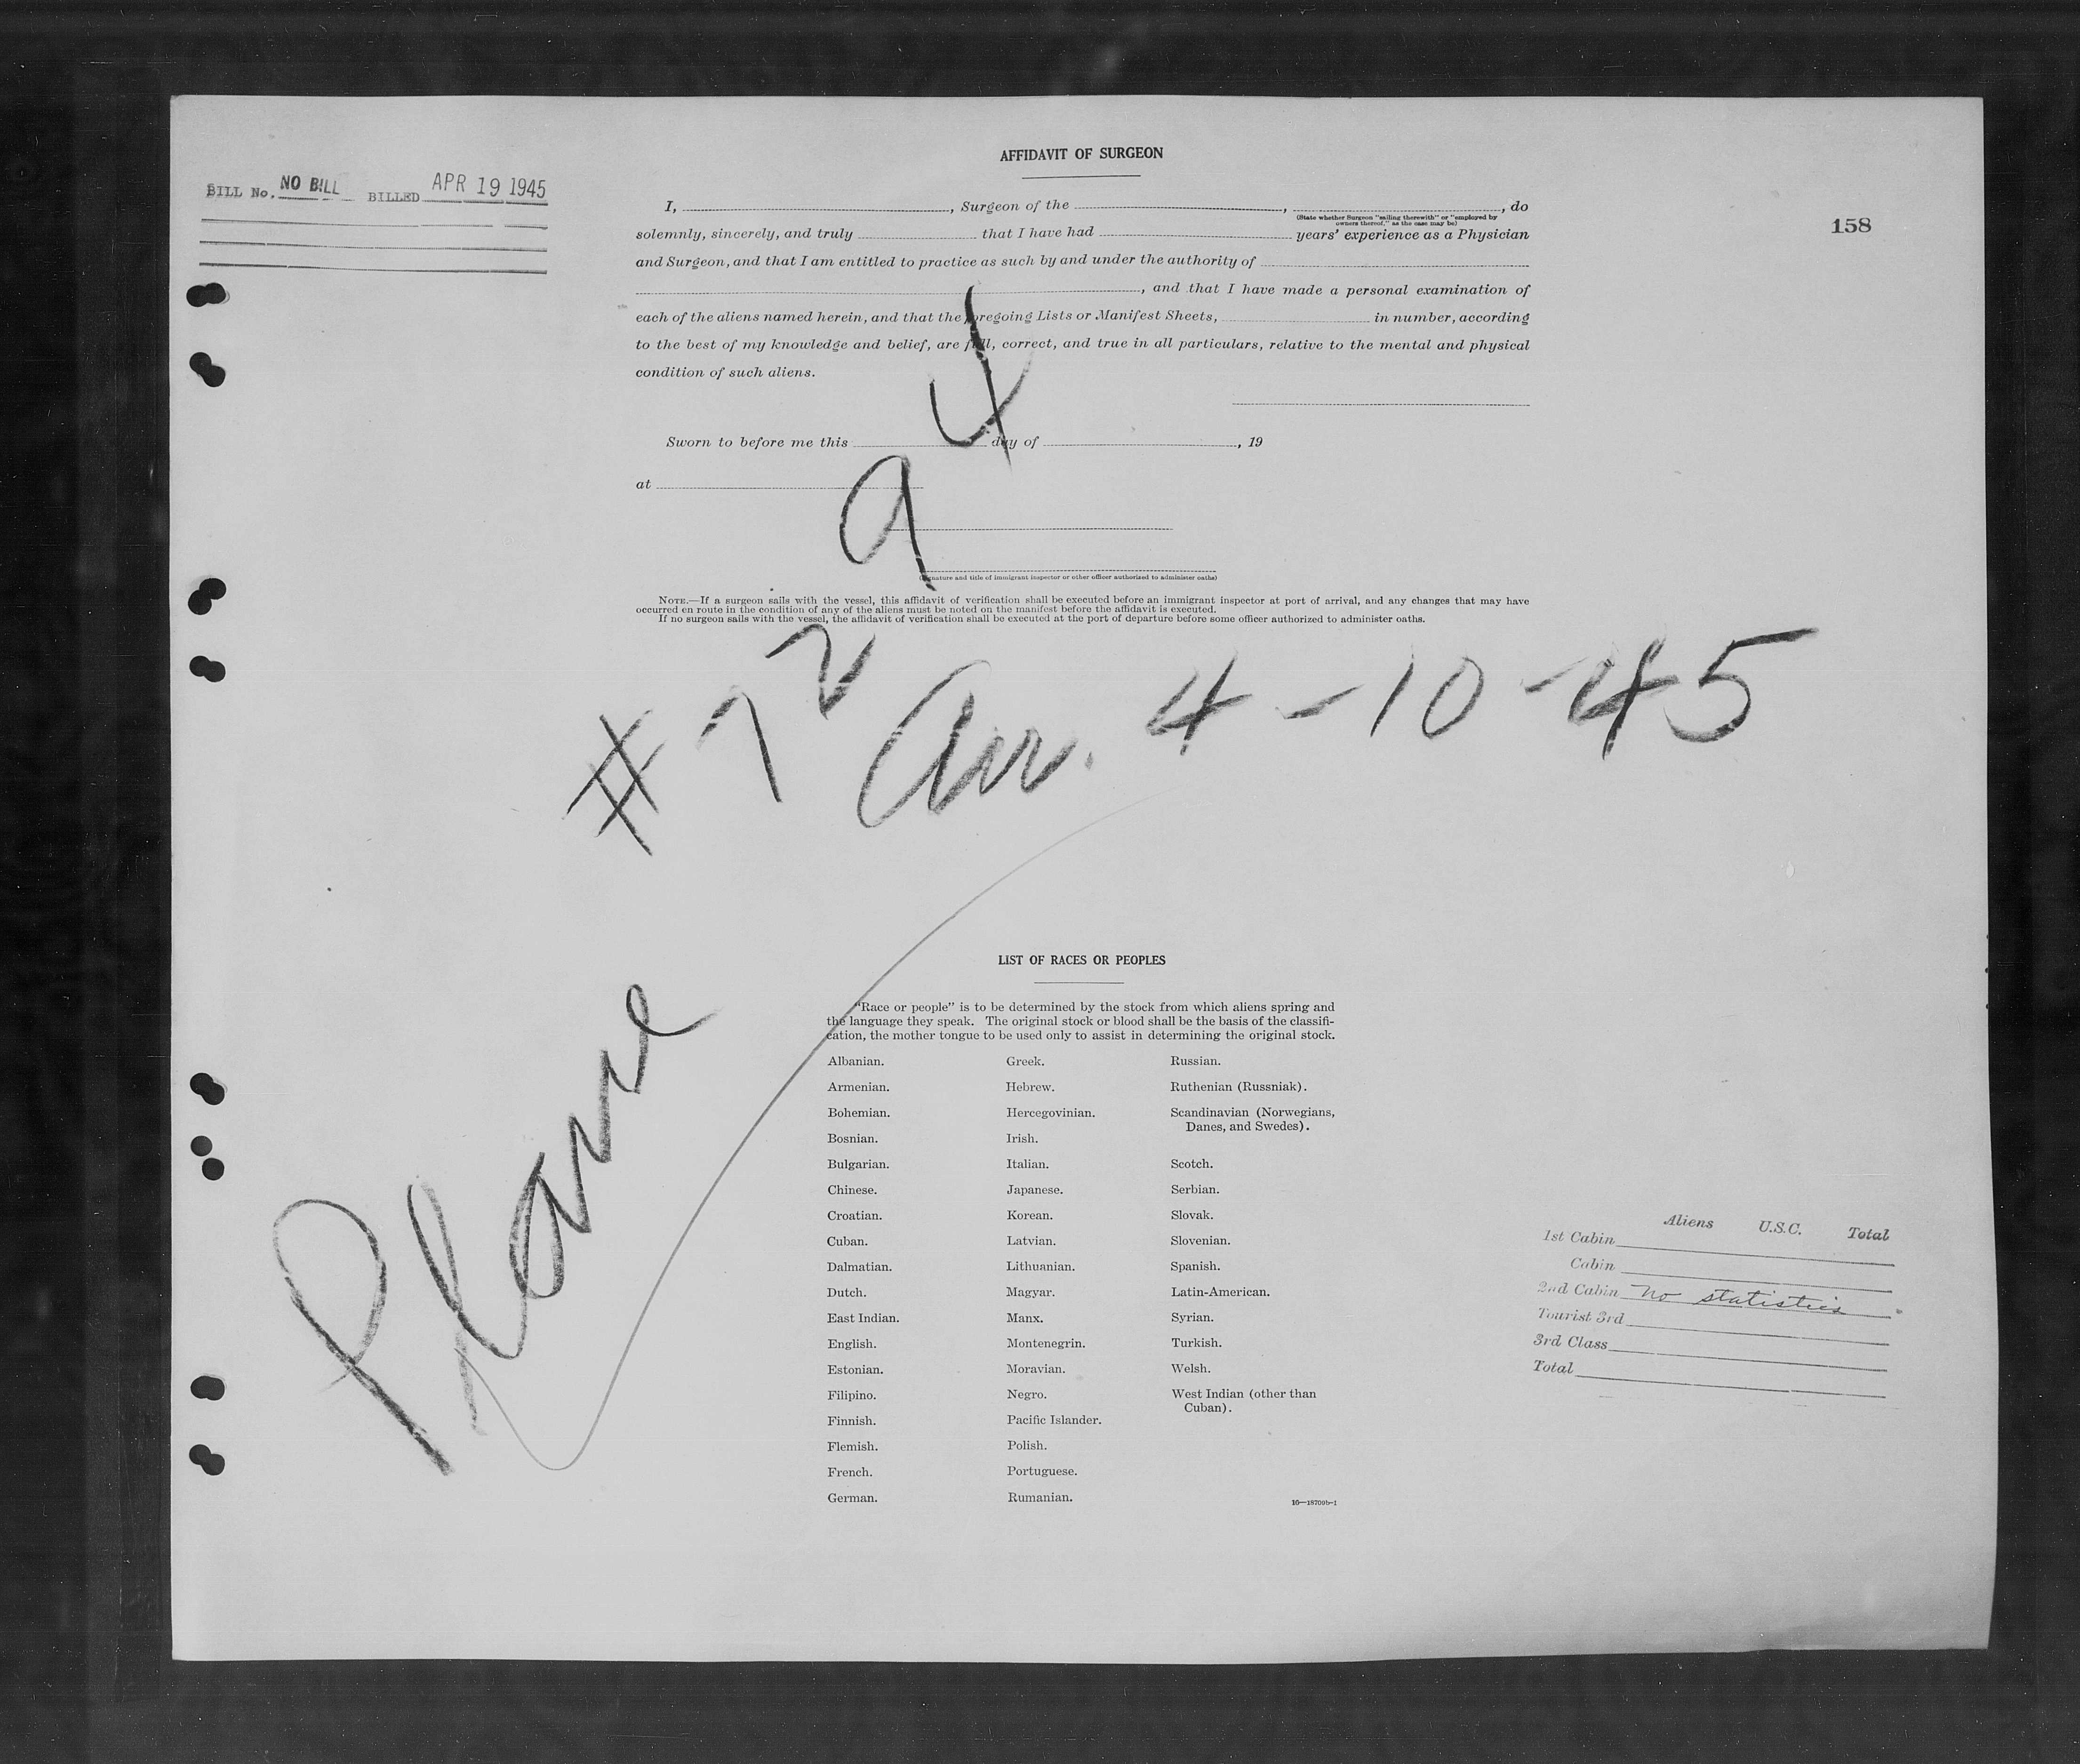 AFFIDAVIT OF SURGEON
BILL No. NO BILL BILLED APR 19 1945
158
I, , Surgeon of the , , do
(State whether Surgeon "sailing therewith" or "employed by
owners thereof," as the case may be)
solemnly, sincerely, and truly that I have had years' experience as a Physician
and Surgeon, and that I am entitled to practice as such by and under the authority of
, and that I have made a personal examination of
each of the aliens named herein, and that the foregoing Lists or Manifest Sheets, in number, according
to the best of my knowledge and belief, are full, correct, and true in all particulars, relative to the mental and physical
condition of such aliens.
Sworn to before me this day of , 19
at
(Signature and title of immigrant inspector or other officer authorized to administer oaths)
NOTE.—If a surgeon sails with the vessel, this affidavit of verification shall be executed before an immigrant inspector at port of arrival, and any changes that may have
occurred en route in the condition of any of the aliens must be noted on the manifest before the affidavit is executed.
If no surgeon sails with the vessel, the affidavit of verification shall be executed at the port of departure before some officer authorized to administer oaths.
Plane #7294
Arr. 4-10-45
LIST OF RACES OR PEOPLES
"Race or people" is to be determined by the stock from which aliens spring and
the language they speak. The original stock or blood shall be the basis of the classifi-
cation, the mother tongue to be used only to assist in determining the original stock.
Albanian. Greek. Russian.
Armenian. Hebrew. Ruthenian (Russniak).
Bohemian. Hercegovinian. Scandinavian (Norwegians,
Danes, and Swedes).
Bosnian. Irish.
Bulgarian. Italian. Scotch.
Chinese. Japanese. Serbian.
Croatian. Korean. Slovak.
Cuban. Latvian. Slovenian.
Dalmatian. Lithuanian. Spanish.
Dutch. Magyar. Latin-American.
East Indian. Manx. Syrian.
English. Montenegrin. Turkish.
Estonian. Moravian. Welsh.
Filipino. Negro. West Indian (other than
Cuban).
Finnish. Pacific Islander.
Flemish. Polish.
French. Portuguese.
German. Rumanian.
16—18709b-1
Aliens U.S.C. Total
1st Cabin
Cabin
2nd Cabin No statistics
Tourist 3rd
3rd Class
Total